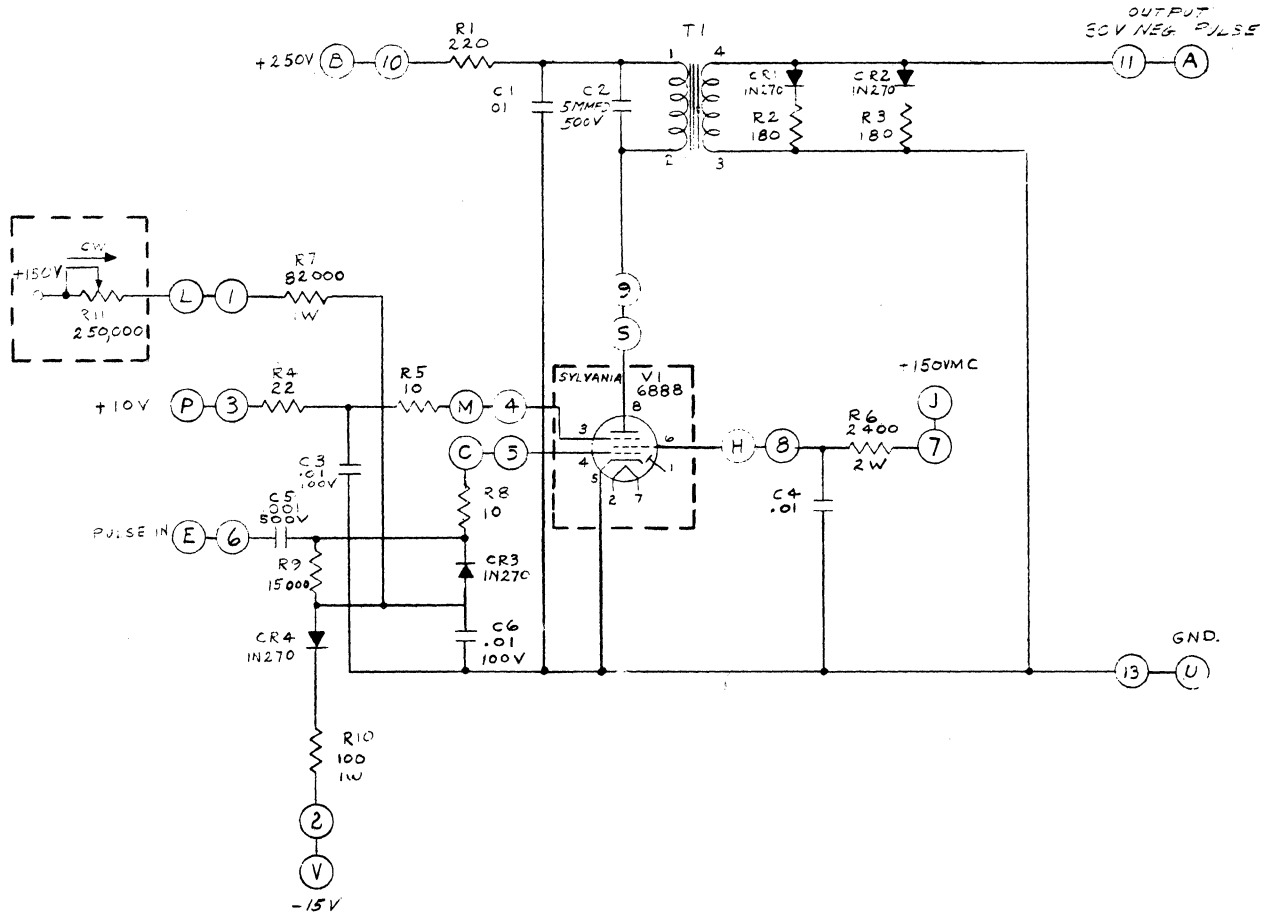 OUTPUT
30V NEG PULSE
T1
R1
220
+250V
B
10
1
4
CR1
1N270
CR2
1N270
11
A
C1
01
C2
5MMFD
500V
R2
180
R3
180
2
3
CW
+150V
R11
250,000
L
1
R7
82000
1W
9
S
+150VMC
J
SYLVANIA
V1
6888
8
R4
22
R5
10
+10V
P
3
M
4
3
6
R6
2400
2W
7
H
8
C
5
4
5
2
7
1
C3
.01
100V
C5
.001
500V
R8
10
C4
.01
PULSE IN
E
6
R9
15000
CR3
1N270
CR4
1N270
C6
.01
100V
GND.
13
U
R10
100
1W
2
V
-15V